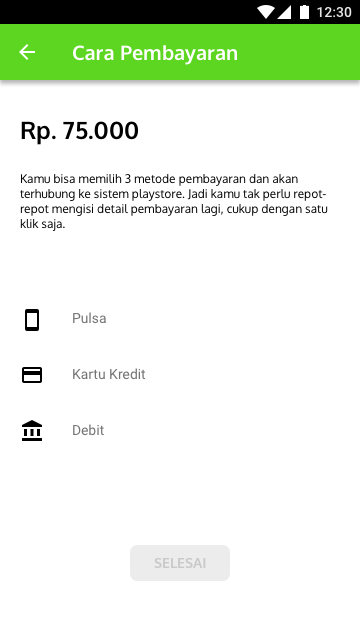 12:30
Cara Pembayaran
Rp. 75.000
Kamu bisa memilih 3 metode pembayaran dan akan
terhubung ke sistem playstore. Jadi kamu tak perlu repot-
repot mengisi detail pembayaran lagi, cukup dengan satu
klik saja.
Pulsa
Kartu Kredit
Debit
SELESAI